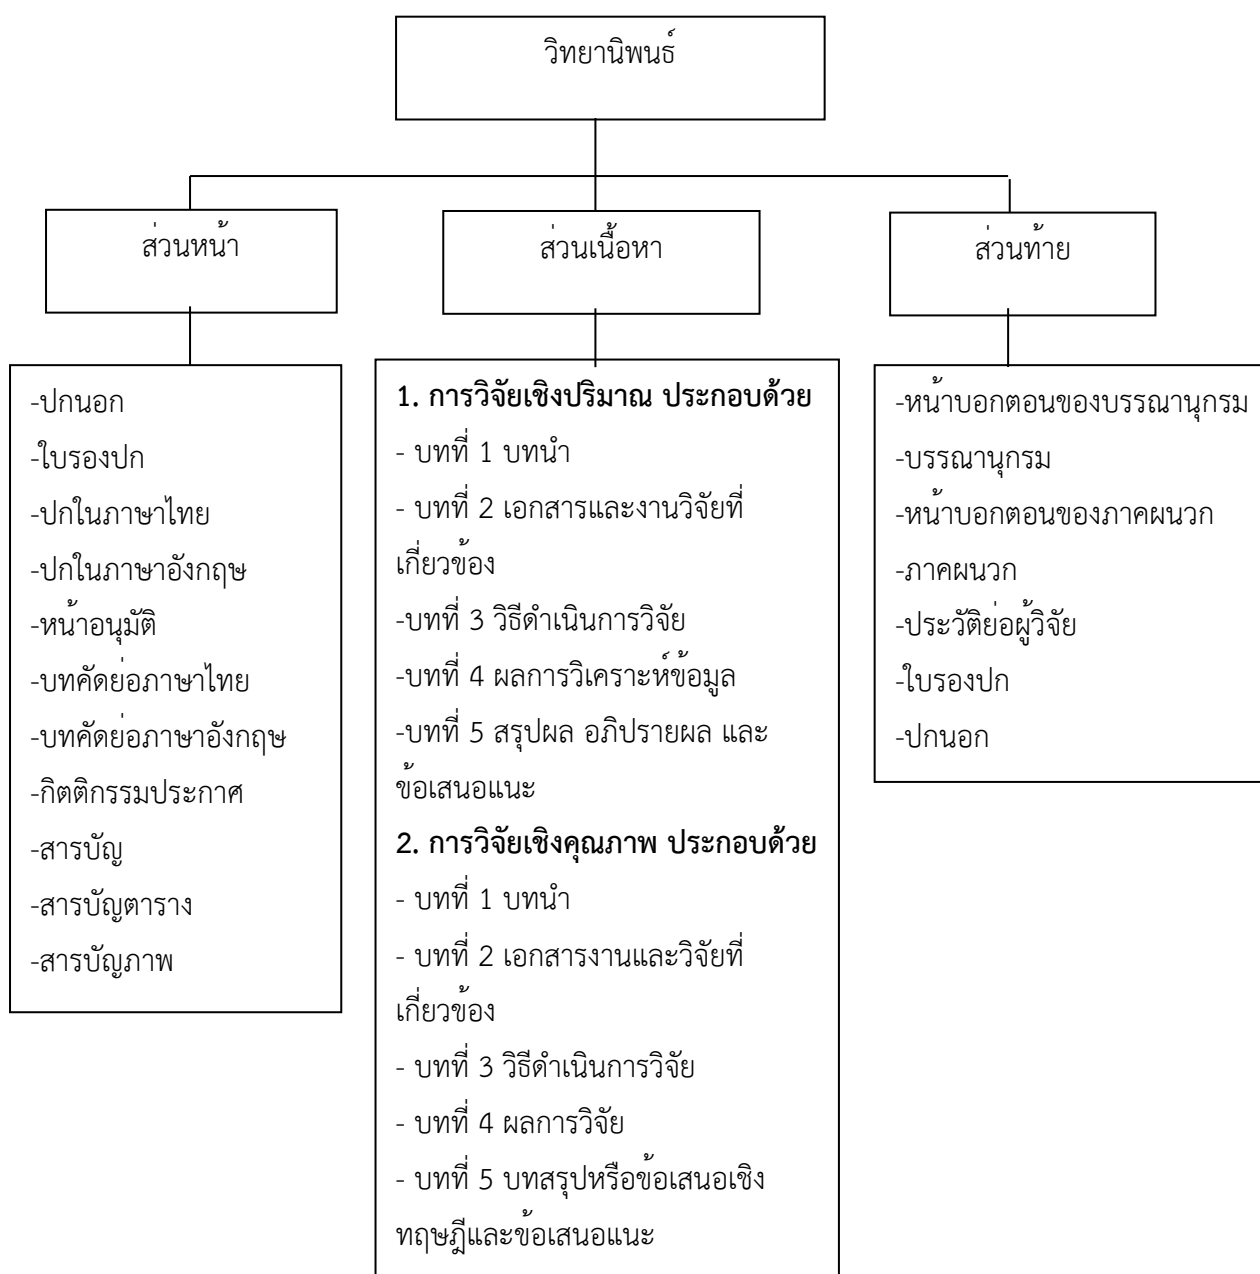 วิทยานิพนธ์
ส่วนหน้า
ส่วนเนื้อหา
ส่วนท้าย
-ปกนอก
-ใบรองปก
-ปกในภาษาไทย
-ปกในภาษาอังกฤษ
-หน้าอนุมัติ
-บทคัดย่อภาษาไทย
-บทคัดย่อภาษาอังกฤษ
-กิตติกรรมประกาศ
-สารบัญ
-สารบัญตาราง
-สารบัญภาพ
1. การวิจัยเชิงปริมาณ ประกอบด้วย
- บทที่ 1 บทนำ
- บทที่ 2 เอกสารและงานวิจัยที่
เกี่ยวข้อง
-บทที่ 3 วิธีดำเนินการวิจัย
-บทที่ 4 ผลการวิเคราะห์ข้อมูล
-บทที่ 5 สรุปผล อภิปรายผล และ
ข้อเสนอแนะ
2. การวิจัยเชิงคุณภาพ ประกอบด้วย
- บทที่ 1 บทนำ
- บทที่ 2 เอกสารงานและวิจัยที่
เกี่ยวข้อง
- บทที่ 3 วิธีดำเนินการวิจัย
- บทที่ 4 ผลการวิจัย
- บทที่ 5 บทสรุปหรือข้อเสนอเชิง
ทฤษฎีและข้อเสนอแนะ
-หน้าบอกตอนของบรรณานุกรม
-บรรณานุกรม
-หน้าบอกตอนของภาคผนวก
-ภาคผนวก
-ประวัติย่อผู้วิจัย
-ใบรองปก
-ปกนอก